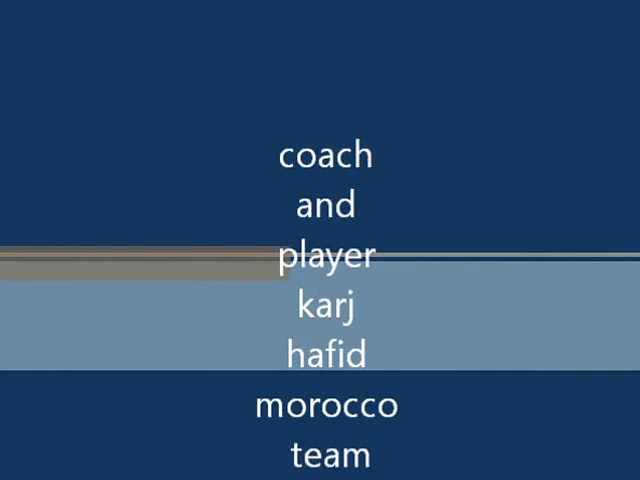 coach
and
player
karj
hafid
morocco
team